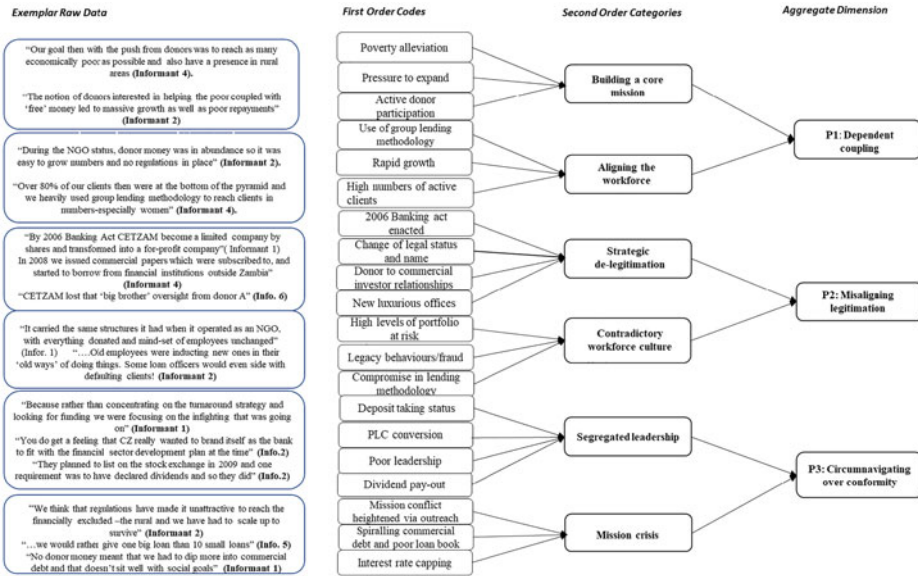 Exemplar Raw Data
First Order Codes
Second Order Categories
Aggregate Dimension
“Our goal then with the push from donors was to reach as many
economically poor as possible and also have a presence in rural
areas (Informant 4).
“The notion of donors interested in helping the poor coupled with
‘free’ money led to massive growth as well as poor repayments”
(Informant 2)
“During the NGO status, donor money was in abundance so it was
easy to grow numbers and no regulations in place” (Informant 2).
“Over 80% of our clients then were at the bottom of the pyramid and
we heavily used group lending methodology to reach clients in
numbers-especially women” (Informant 4).
“By 2006 Banking Act CETZAM become a limited company by
shares and transformed into a for-profit company”( Informant 1)
In 2008 we issued commercial papers which were subscribed to, and
started to borrow from financial institutions outside Zambia”
(Informant 4)
“CETZAM lost that ‘big brother’ oversight from donor A” (Info. 6)
“It carried the same structures it had when it operated as an NGO,
with everything donated and mind-set of employees unchanged”
(Infor. 1) “….Old employees were inducting new ones in their
‘old ways’ of doing things. Some loan officers would even side with
defaulting clients! (Informant 2)
“Because rather than concentrating on the turnaround strategy and
looking for funding we were focusing on the infighting that was going
on” (Informant 1)
“You do get a feeling that CZ really wanted to brand itself as the bank
to fit with the financial sector development plan at the time” (Info.2)
“They planned to list on the stock exchange in 2009 and one
requirement was to have declared dividends and so they did” (Info.2)
“We think that regulations have made it unattractive to reach the
financially excluded –the rural and we have had to scale up to
survive” (Informant 2)
“…we would rather give one big loan than 10 small loans” (Info. 5)
“No donor money meant that we had to dip more into commercial
debt and that doesn’t sit well with social goals” (Informant 1)
Poverty alleviation
Pressure to expand
Active donor
participation
Use of group lending
methodology
Rapid growth
High numbers of active
clients
2006 Banking act
enacted
Change of legal status
and name
Donor to commercial
investor relationships
New luxurious offices
High levels of portfolio
at risk
Legacy behaviours/fraud
Compromise in lending
methodology
Deposit taking status
PLC conversion
Poor leadership
Dividend pay-out
Mission conflict
heightened via outreach
Spiralling commercial
debt and poor loan book
Interest rate capping
Building a core
mission
Aligning the
workforce
Strategic
de-legitimation
Contradictory
workforce culture
Segregated leadership
Mission crisis
P1: Dependent
coupling
P2: Misaligning
legitimation
P3: Circumnavigating
over conformity